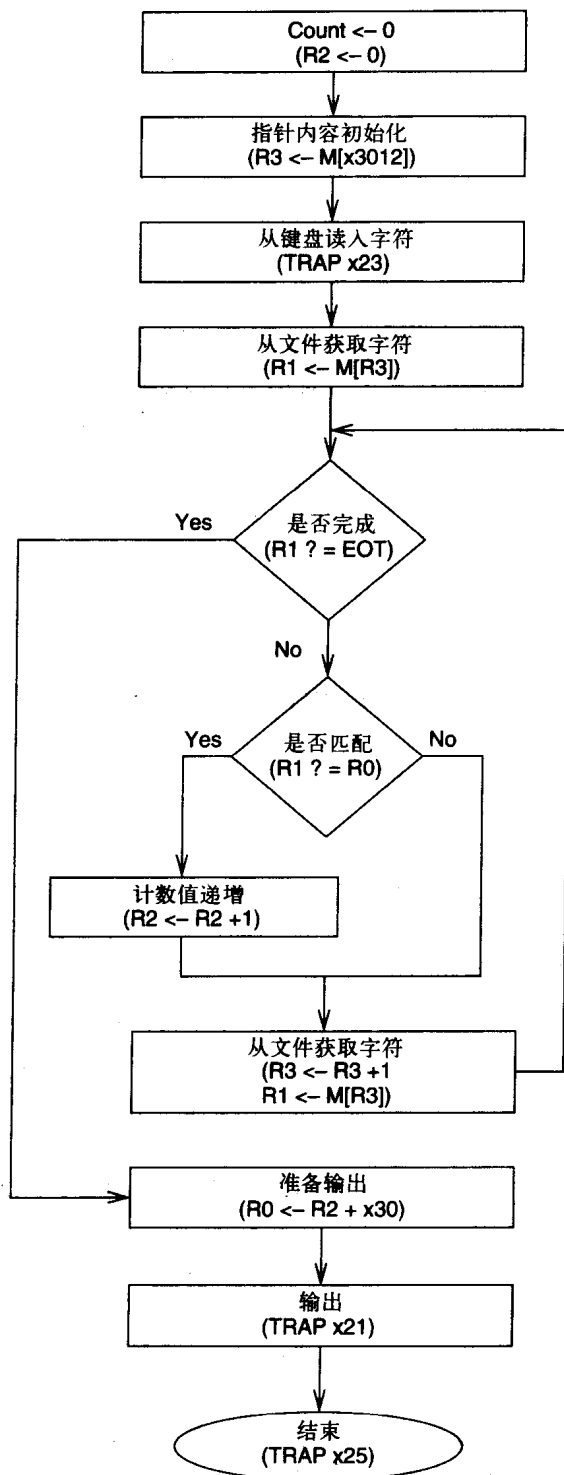 Count <– 0
(R2 <– 0)
指针内容初始化
(R3 <– M[x3012])
从键盘读入字符
(TRAP x23)
从文件获取字符
(R1 <– M[R3])
Yes
是否完成
(R1 ? = EOT)
No
Yes
是否匹配
(R1 ? = R0)
No
计数值递增
(R2 <– R2 +1)
从文件获取字符
(R3 <– R3 +1
R1 <– M[R3])
准备输出
(R0 <– R2 + x30)
输出
(TRAP x21)
结束
(TRAP x25)